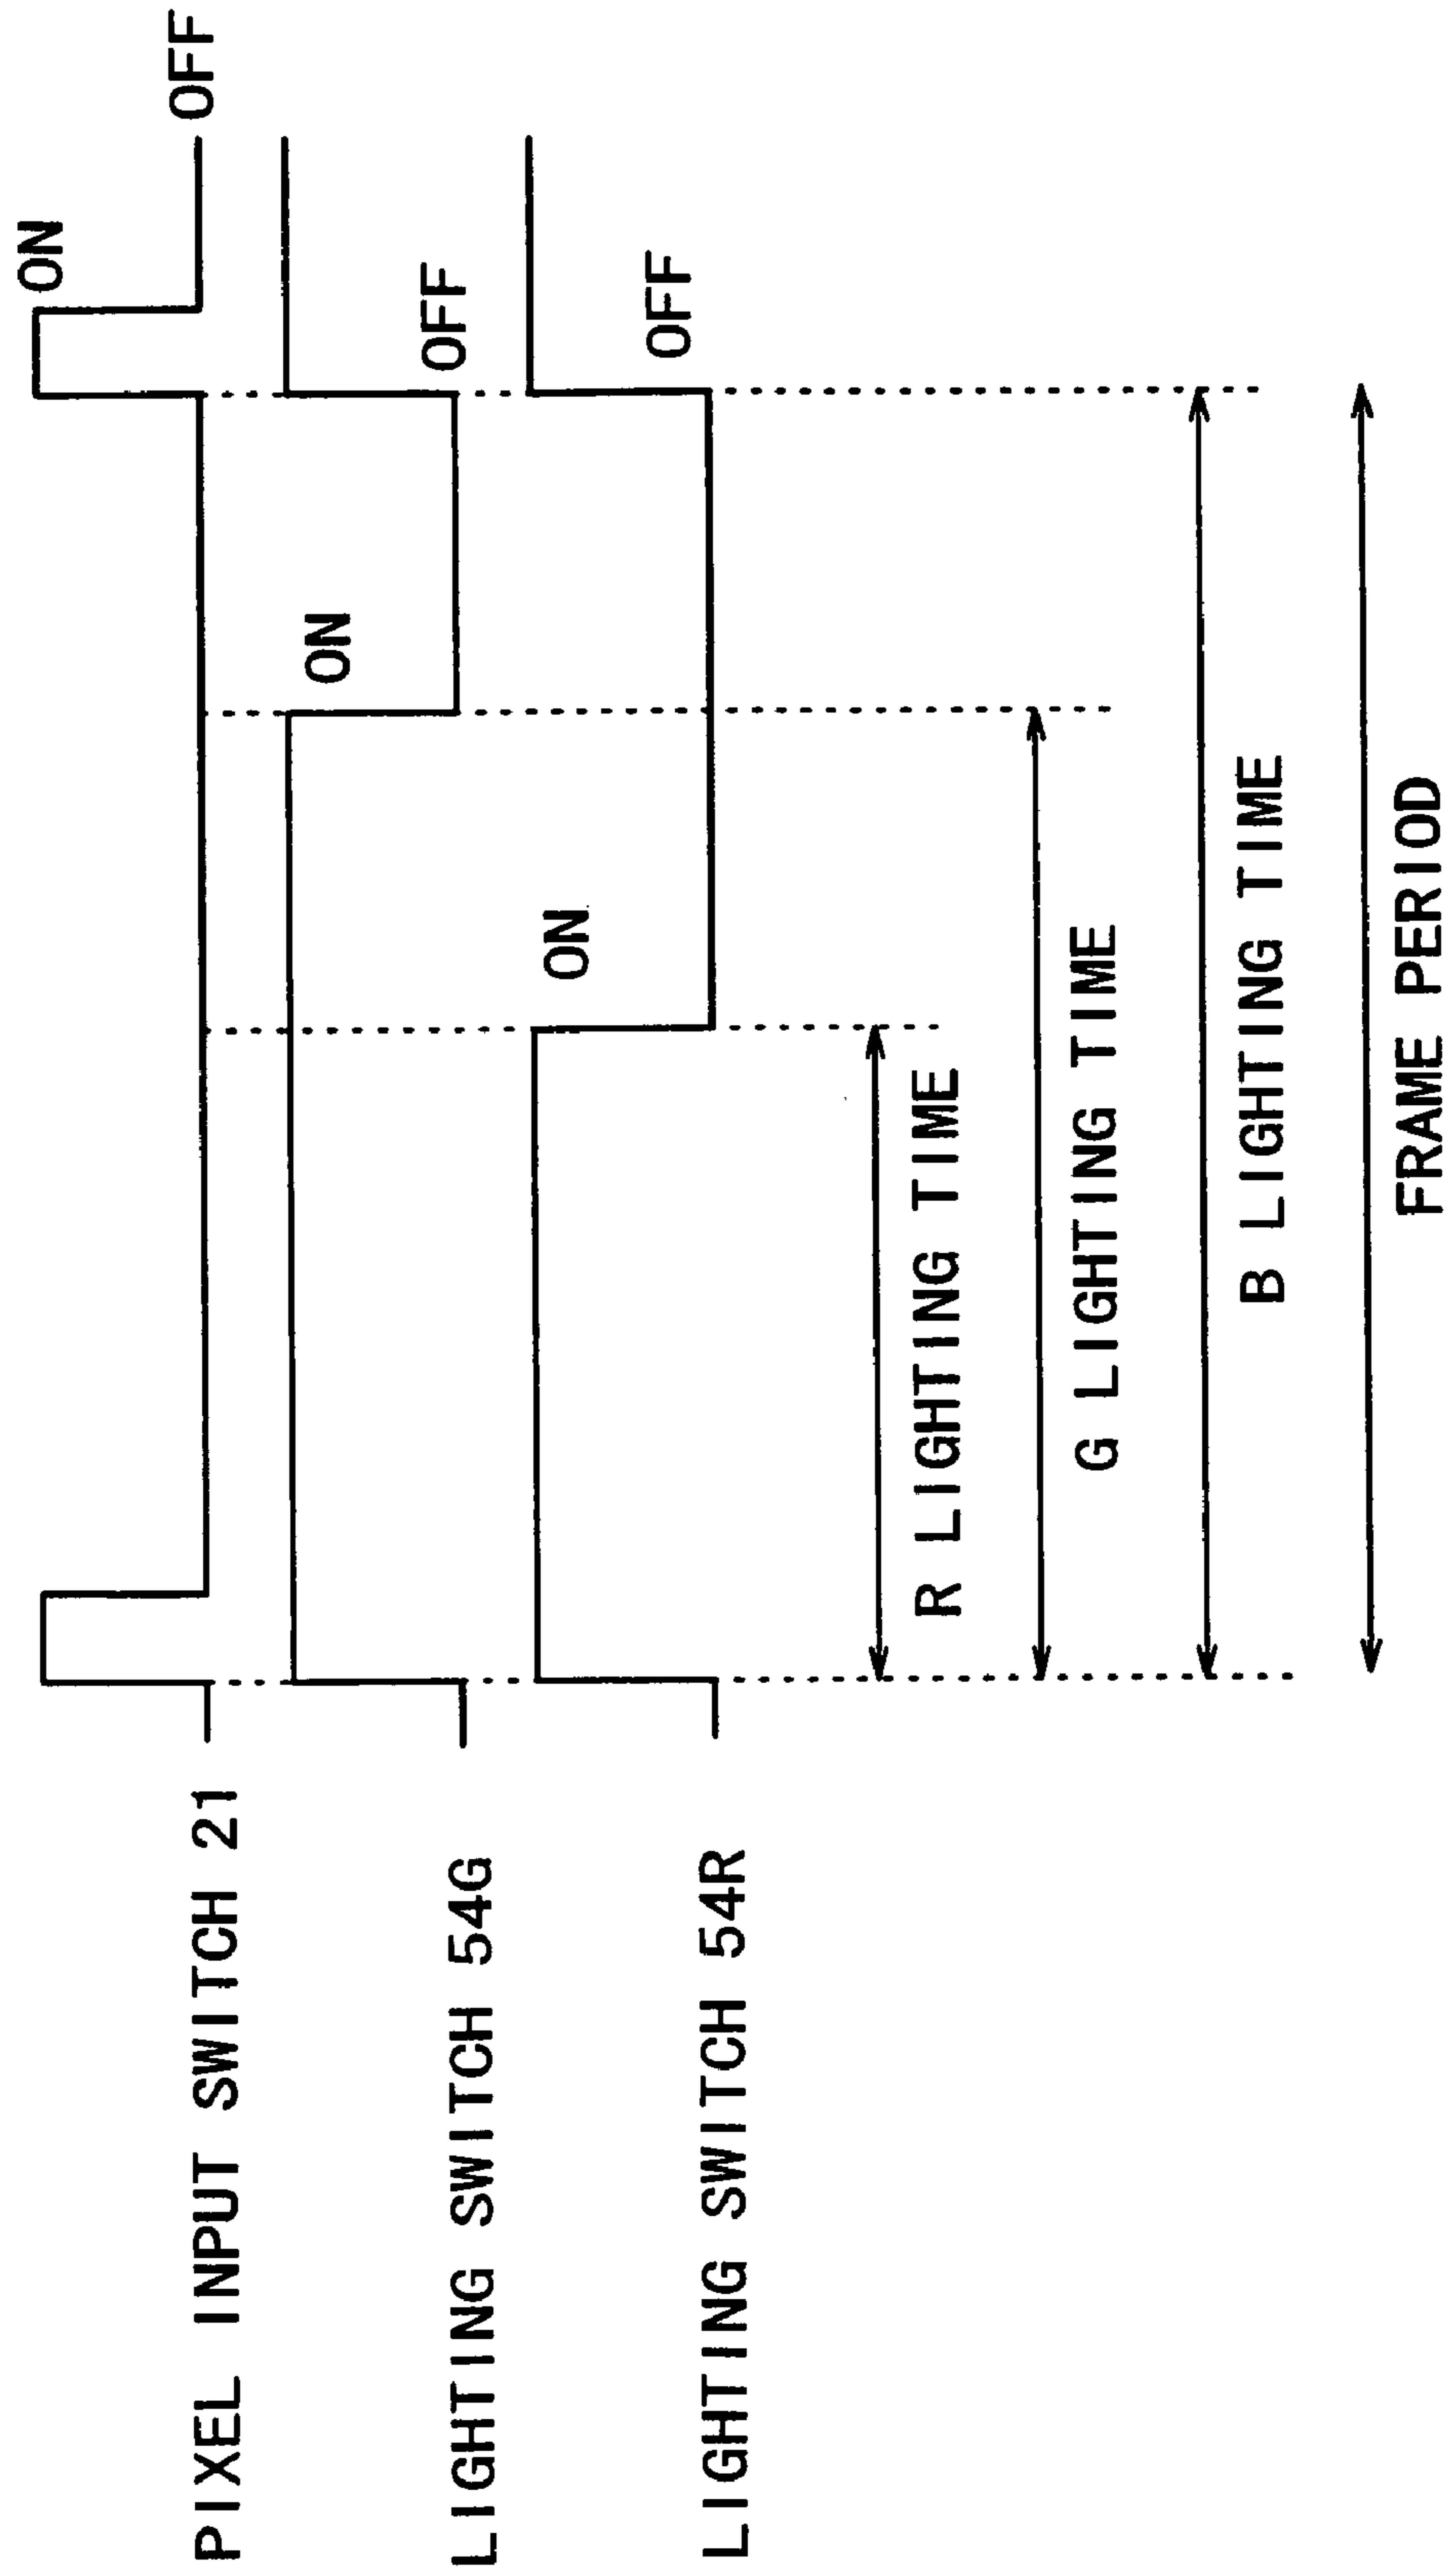 ON
OFF
PIXEL INPUT SWITCH 21
ON
OFF
LIGHTING SWITCH 54G
ON
OFF
LIGHTING SWITCH 54R
R LIGHTING TIME
G LIGHTING TIME
B LIGHTING TIME
FRAME PERIOD